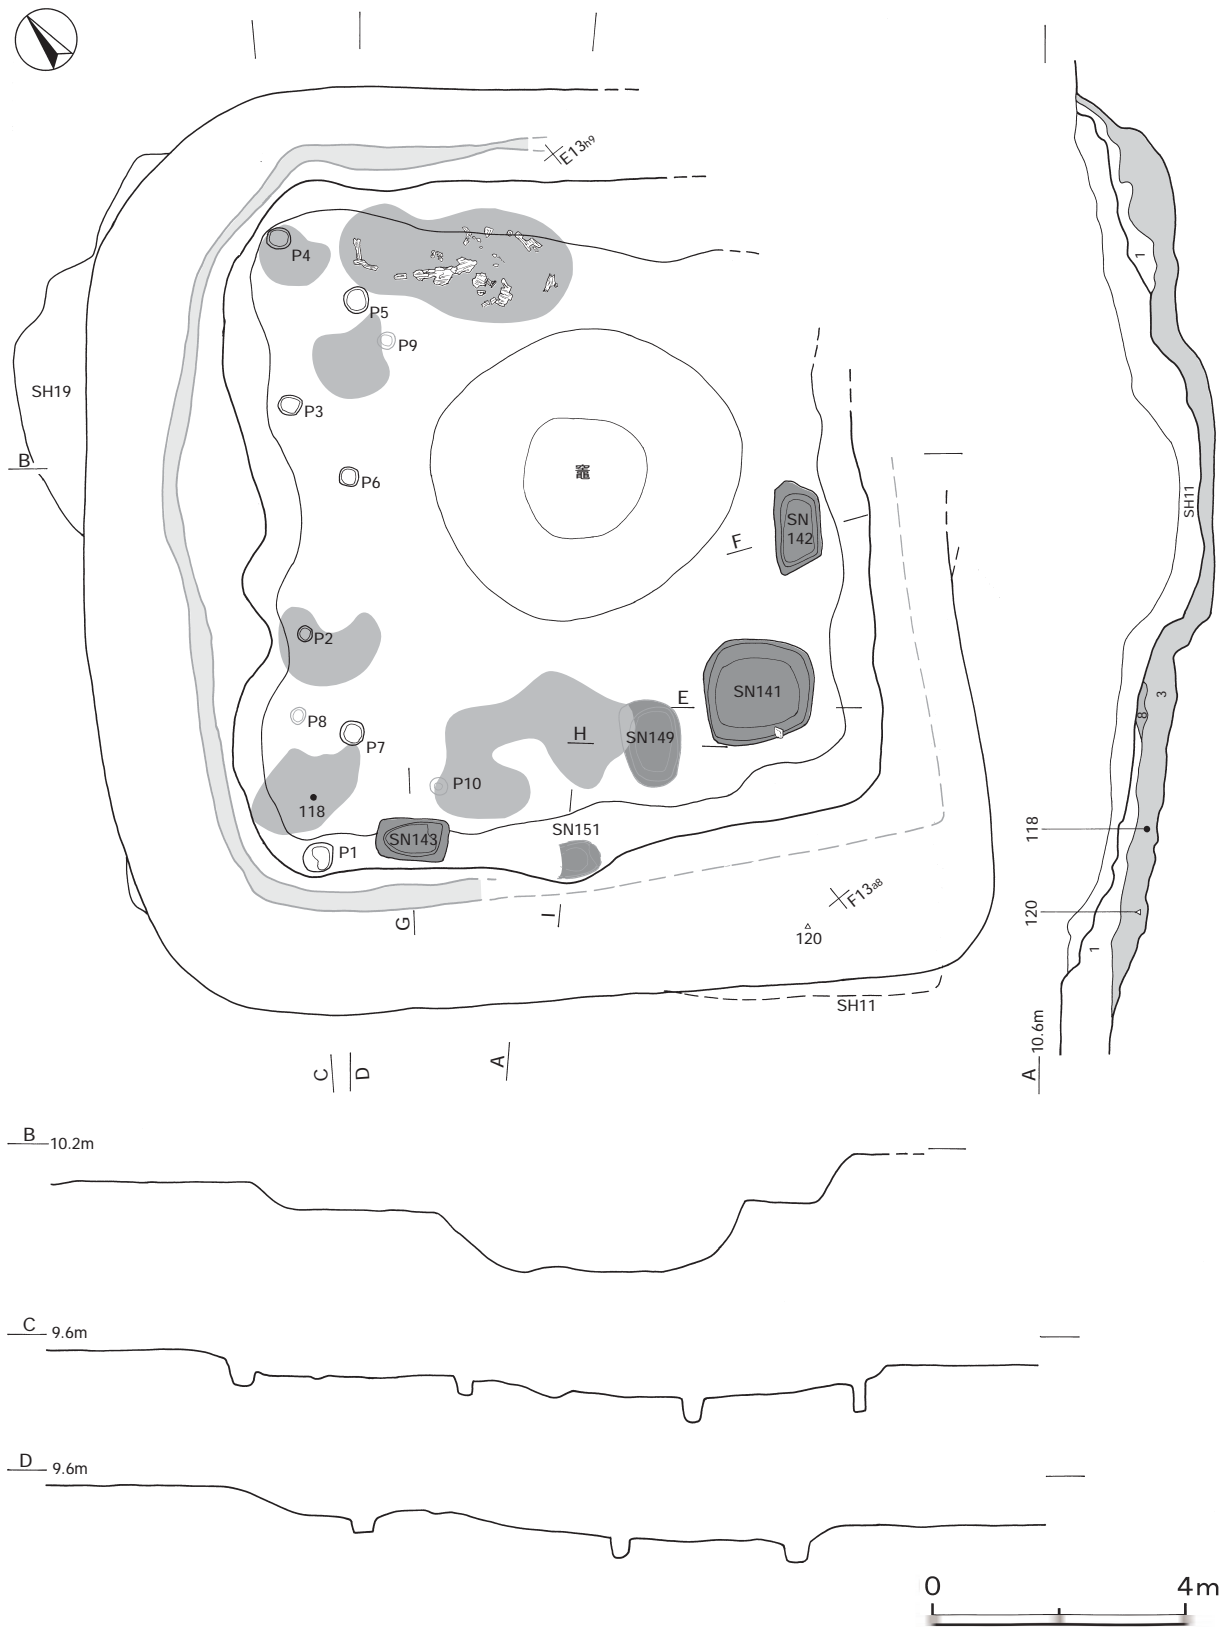 E13h9
P4
P5
P9
SH19
P3
B
竈
P6
SN
142
F
SH11
1
P2
SN141
E
3
8
P8
H
SN149
P7
P10
118
SN151
118
SN143
P1
F13a8
G
I
120
120
1
SH11
10.6m
A
C
D
A
B
10.2m
C
9.6m
D
9.6m
0
4m